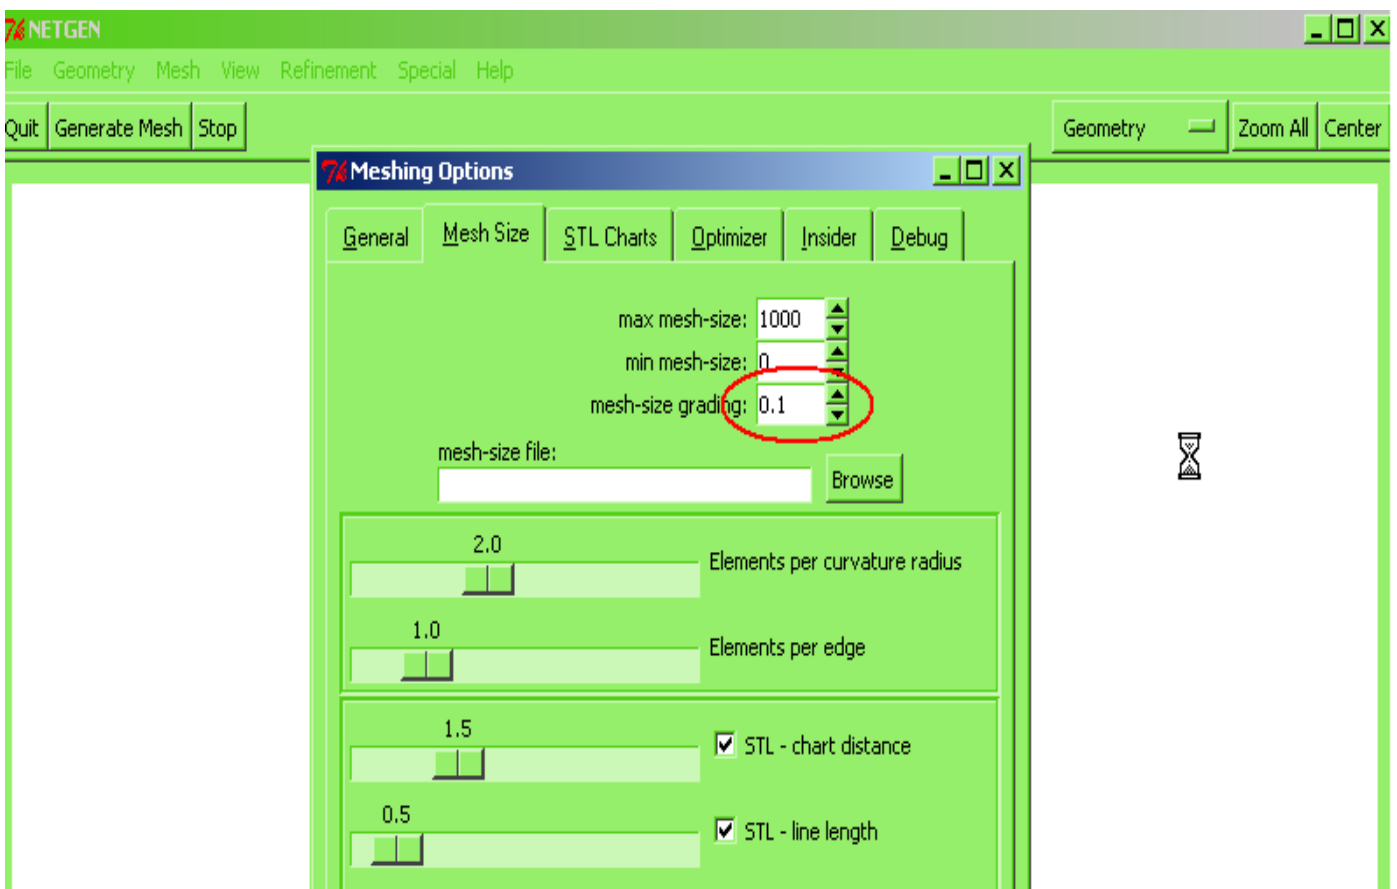 NETGEN
File Geometry Mesh View Refinement Special Help
Quit Generate Mesh Stop Geometry Zoom All Center
Meshing Options
General Mesh Size STL Charts Optimizer Insider Debug
max mesh-size: 1000
min mesh-size: 0
mesh-size grading: 0.1
mesh-size file:
Browse
2.0
Elements per curvature radius
1.0
Elements per edge
1.5
STL - chart distance
0.5
STL - line length